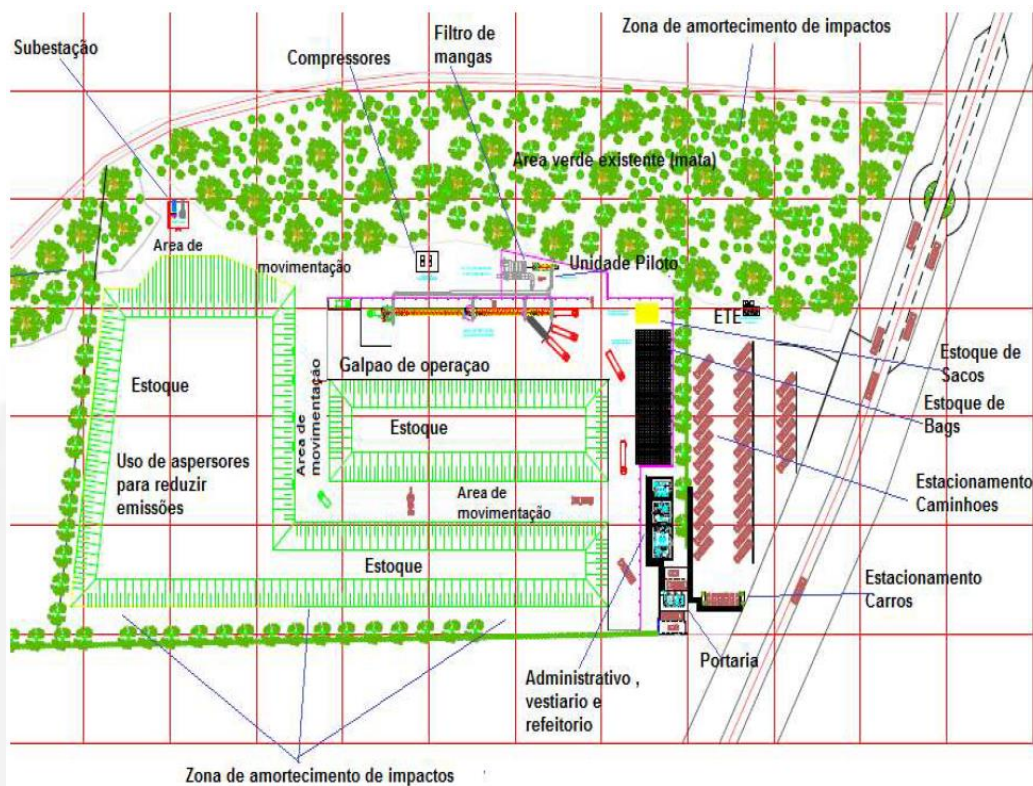 Zona de amortecimento de impactos
Filtro de
mangas
Subestação
Compressores
Area verde existente (mata)
Area de
movimentação
Unidade Piloto
ETE
Estoque de
Sacos
Galpao de operaçao
Estoque
Area de
movimentação
Estoque
Estoque de
Bags
Uso de aspersores
para reduzir
emissões
Area de
movimentação
Estacionamento
Caminhoes
Estoque
Estacionamento
Carros
Portaria
Administrativo ,
vestiario e
refeitorio
Zona de amortecimento de impactos